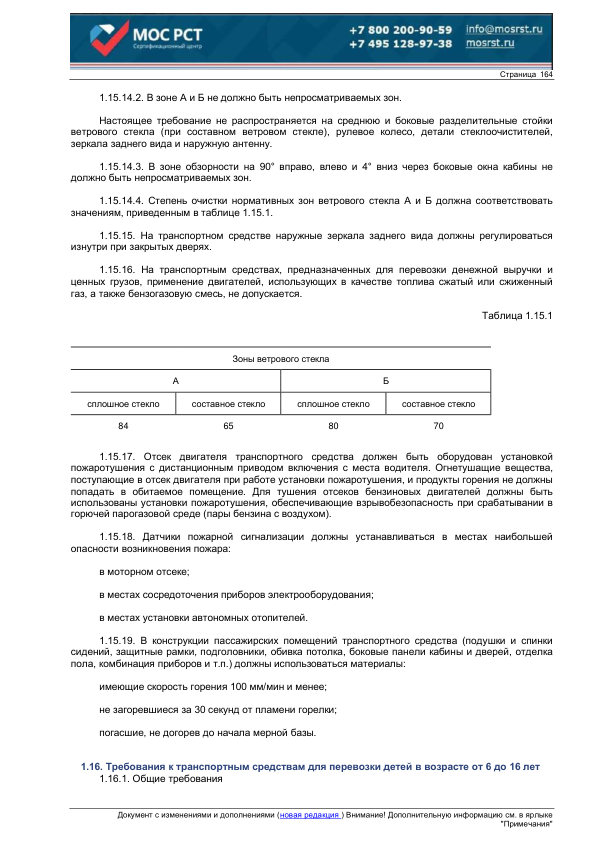 МОС РСТ
Сертификационный центр
+7 800 200-90-59
+7 495 128-97-38
info@mosrst.ru
mosrst.ru
Страница 164
1.15.14.2. В зоне А и Б не должно быть непросматриваемых зон.
Настоящее требование не распространяется на среднюю и боковые разделительные стойки
ветрового стекла (при составном ветровом стекле), рулевое колесо, детали стеклоочистителей,
зеркала заднего вида и наружную антенну.
1.15.14.3. В зоне обзорности на 90° вправо, влево и 4° вниз через боковые окна кабины не
должно быть непросматриваемых зон.
1.15.14.4. Степень очистки нормативных зон ветрового стекла А и Б должна соответствовать
значениям, приведенным в таблице 1.15.1.
1.15.15. На транспортном средстве наружные зеркала заднего вида должны регулироваться
изнутри при закрытых дверях.
1.15.16. На транспортным средствах, предназначенных для перевозки денежной выручки и
ценных грузов, применение двигателей, использующих в качестве топлива сжатый или сжиженный
газ, а также бензогазовую смесь, не допускается.
Таблица 1.15.1
Зоны ветрового стекла
А Б
сплошное стекло составное стекло сплошное стекло составное стекло
84 65 80 70
1.15.17. Отсек двигателя транспортного средства должен быть оборудован установкой
пожаротушения с дистанционным приводом включения с места водителя. Огнетушащие вещества,
поступающие в отсек двигателя при работе установки пожаротушения, и продукты горения не должны
попадать в обитаемое помещение. Для тушения отсеков бензиновых двигателей должны быть
использованы установки пожаротушения, обеспечивающие взрывобезопасность при срабатывании в
горючей парогазовой среде (пары бензина с воздухом).
1.15.18. Датчики пожарной сигнализации должны устанавливаться в местах наибольшей
опасности возникновения пожара:
в моторном отсеке;
в местах сосредоточения приборов электрооборудования;
в местах установки автономных отопителей.
1.15.19. В конструкции пассажирских помещений транспортного средства (подушки и спинки
сидений, защитные рамки, подголовники, обивка потолка, боковые панели кабины и дверей, отделка
пола, комбинация приборов и т.п.) должны использоваться материалы:
имеющие скорость горения 100 мм/мин и менее;
не загоревшиеся за 30 секунд от пламени горелки;
погасшие, не догорев до начала мерной базы.
1.16. Требования к транспортным средствам для перевозки детей в возрасте от 6 до 16 лет
1.16.1. Общие требования
Документ с изменениями и дополнениями (новая редакция ) Внимание! Дополнительную информацию см. в ярлыке
"Примечания"